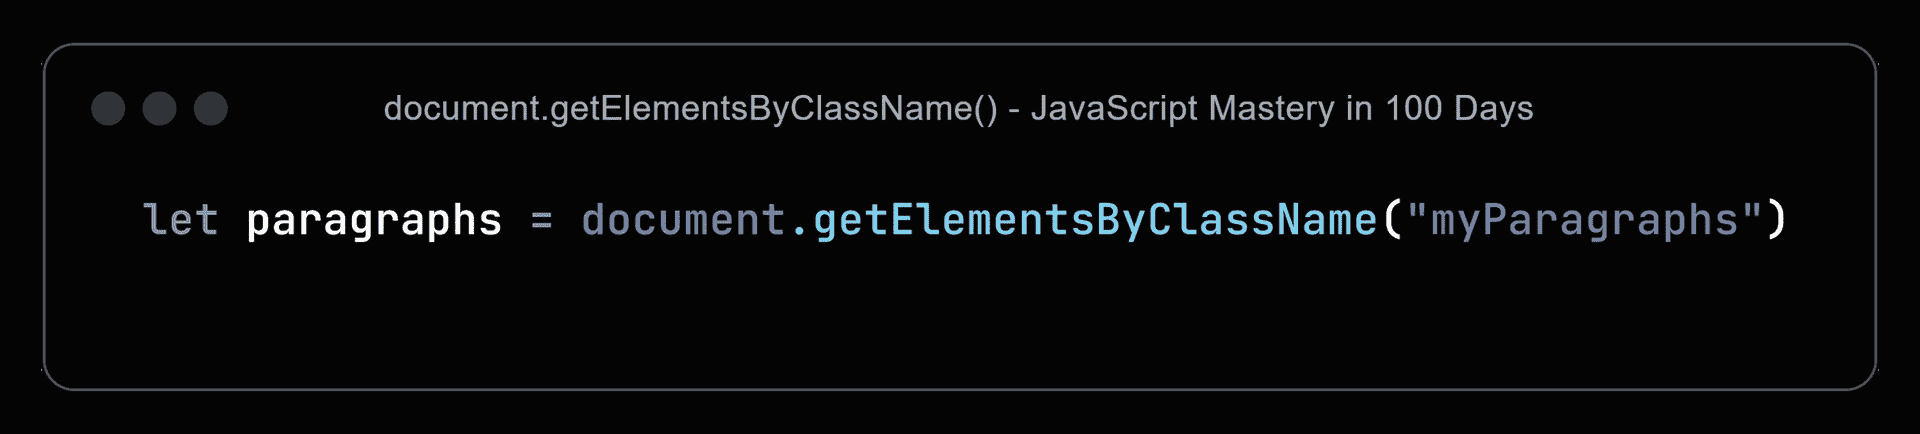 document.getElementsByClassName() - JavaScript Mastery in 100 Days
let paragraphs = document.getElementsByClassName("myParagraphs")